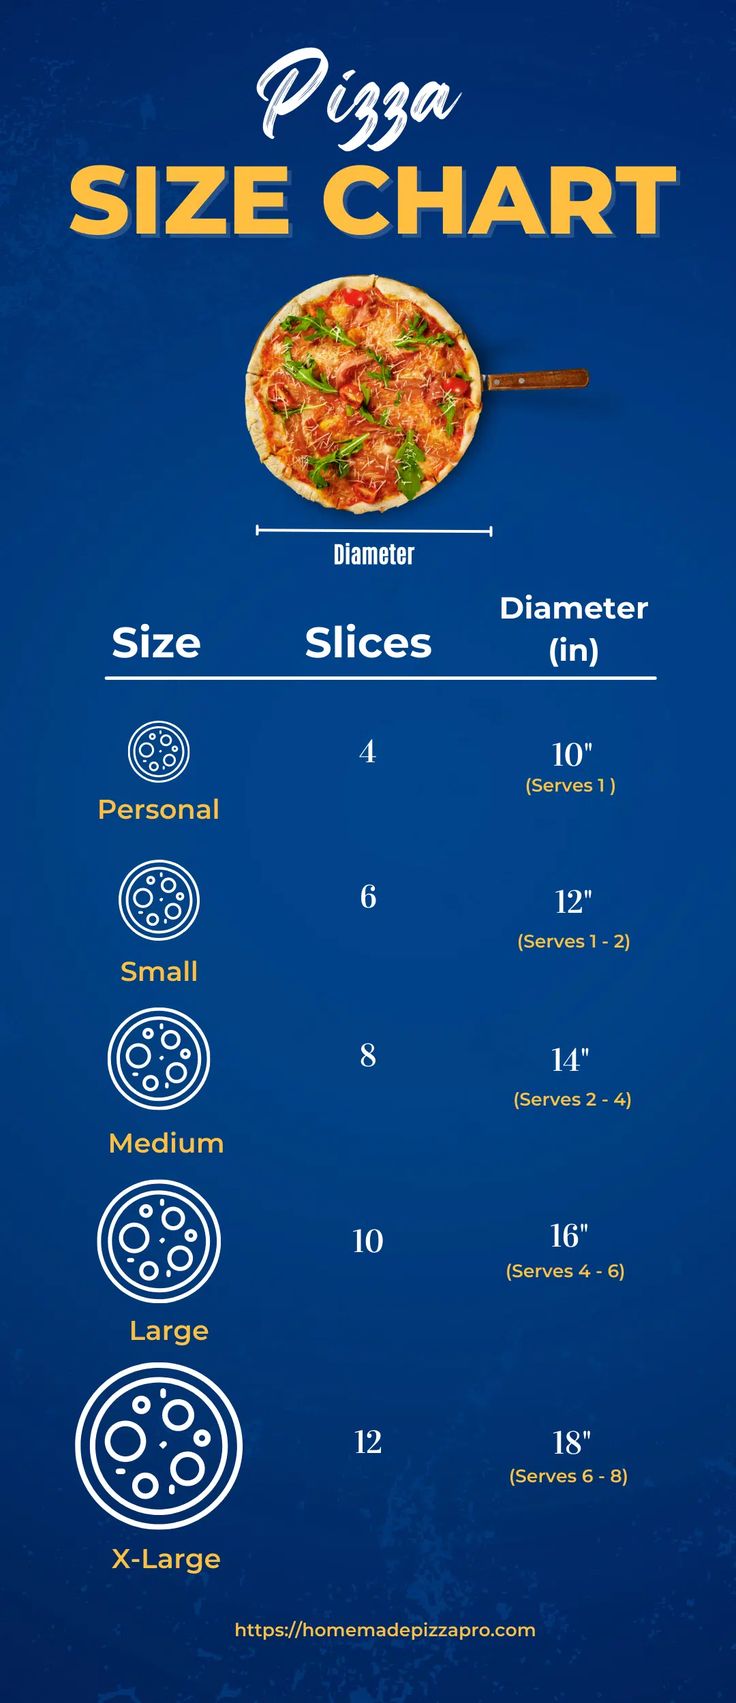 Pizza
SIZE CHART
Diameter
Size Slices Diameter (in)
4 10"
(Serves 1 )
Personal
6 12"
(Serves 1 - 2)
Small
8 14"
(Serves 2 - 4)
Medium
10 16"
(Serves 4 - 6)
Large
12 18"
(Serves 6 - 8)
X-Large
https://homemadepizzapro.com